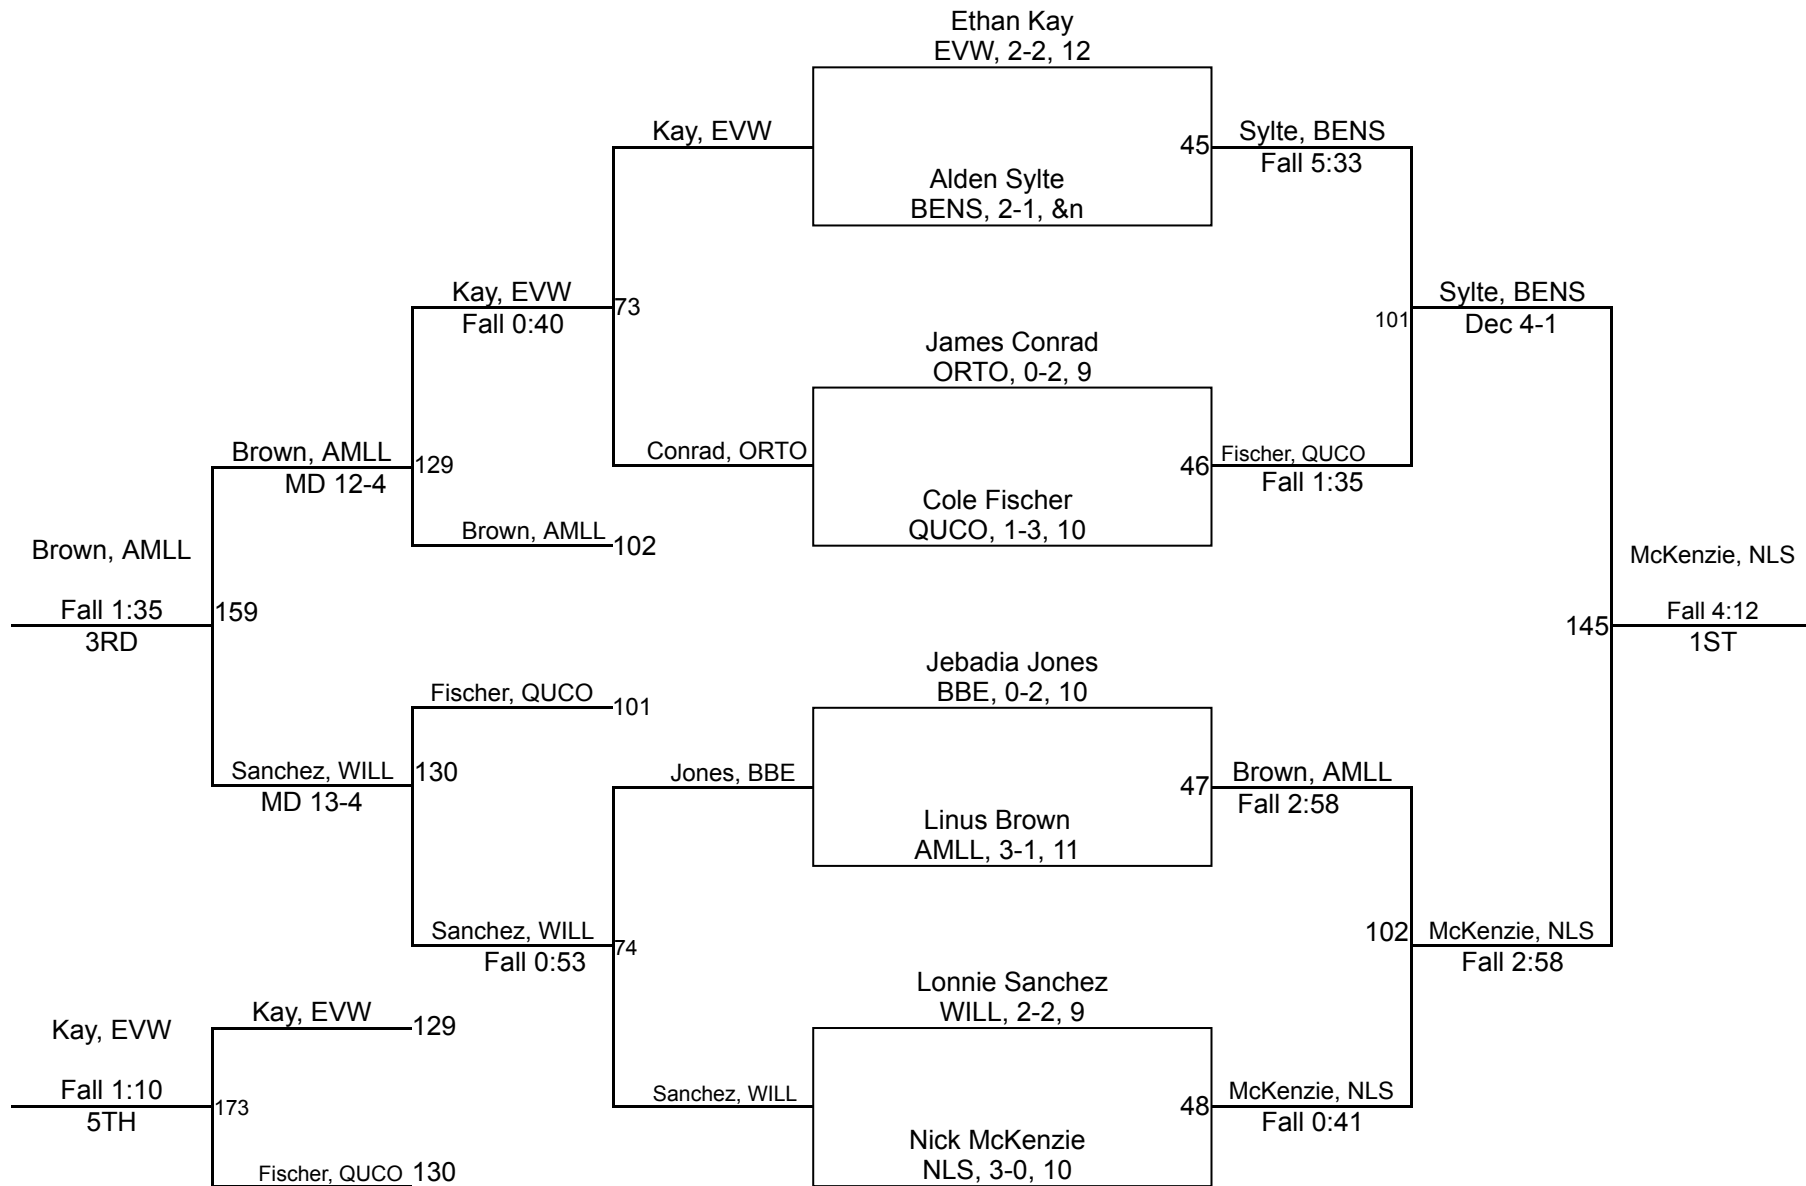 Ethan Kay
EVW, 2-2, 12
Kay, EVW
45
Sylte, BENS
Fall 5:33
Alden Sylte
BENS, 2-1, &n
Kay, EVW
Fall 0:40
73
101
Sylte, BENS
Dec 4-1
James Conrad
ORTO, 0-2, 9
Brown, AMLL
MD 12-4
129
Conrad, ORTO
46
Fischer, QUCO
Fall 1:35
Cole Fischer
QUCO, 1-3, 10
Brown, AMLL
102
Brown, AMLL
Fall 1:35
3RD
159
McKenzie, NLS
145
Fall 4:12
1ST
Jebadia Jones
BBE, 0-2, 10
Fischer, QUCO
101
Sanchez, WILL
MD 13-4
130
Jones, BBE
47
Brown, AMLL
Fall 2:58
Linus Brown
AMLL, 3-1, 11
Sanchez, WILL
Fall 0:53
74
102
McKenzie, NLS
Fall 2:58
Lonnie Sanchez
WILL, 2-2, 9
Kay, EVW
129
Kay, EVW
Fall 1:10
5TH
173
Sanchez, WILL
48
McKenzie, NLS
Fall 0:41
Nick McKenzie
NLS, 3-0, 10
Fischer, QUCO
130